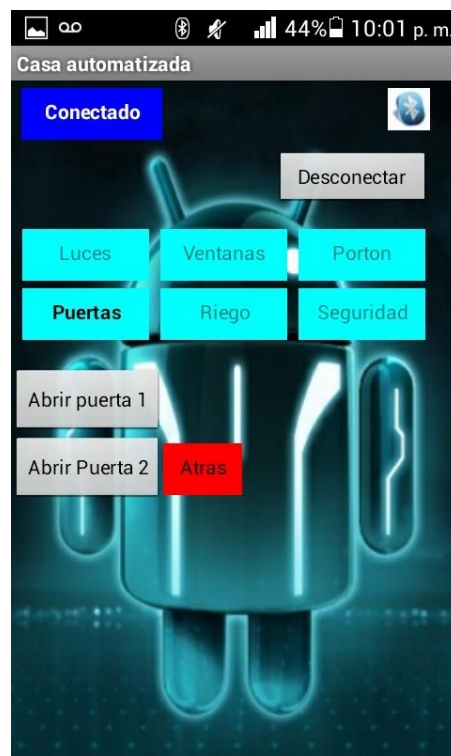 44% 10:01 p. m.
Casa automatizada
Conectado
Desconectar
Luces Ventanas Porton
Puertas Riego Seguridad
Abrir puerta 1
Abrir Puerta 2 Atras